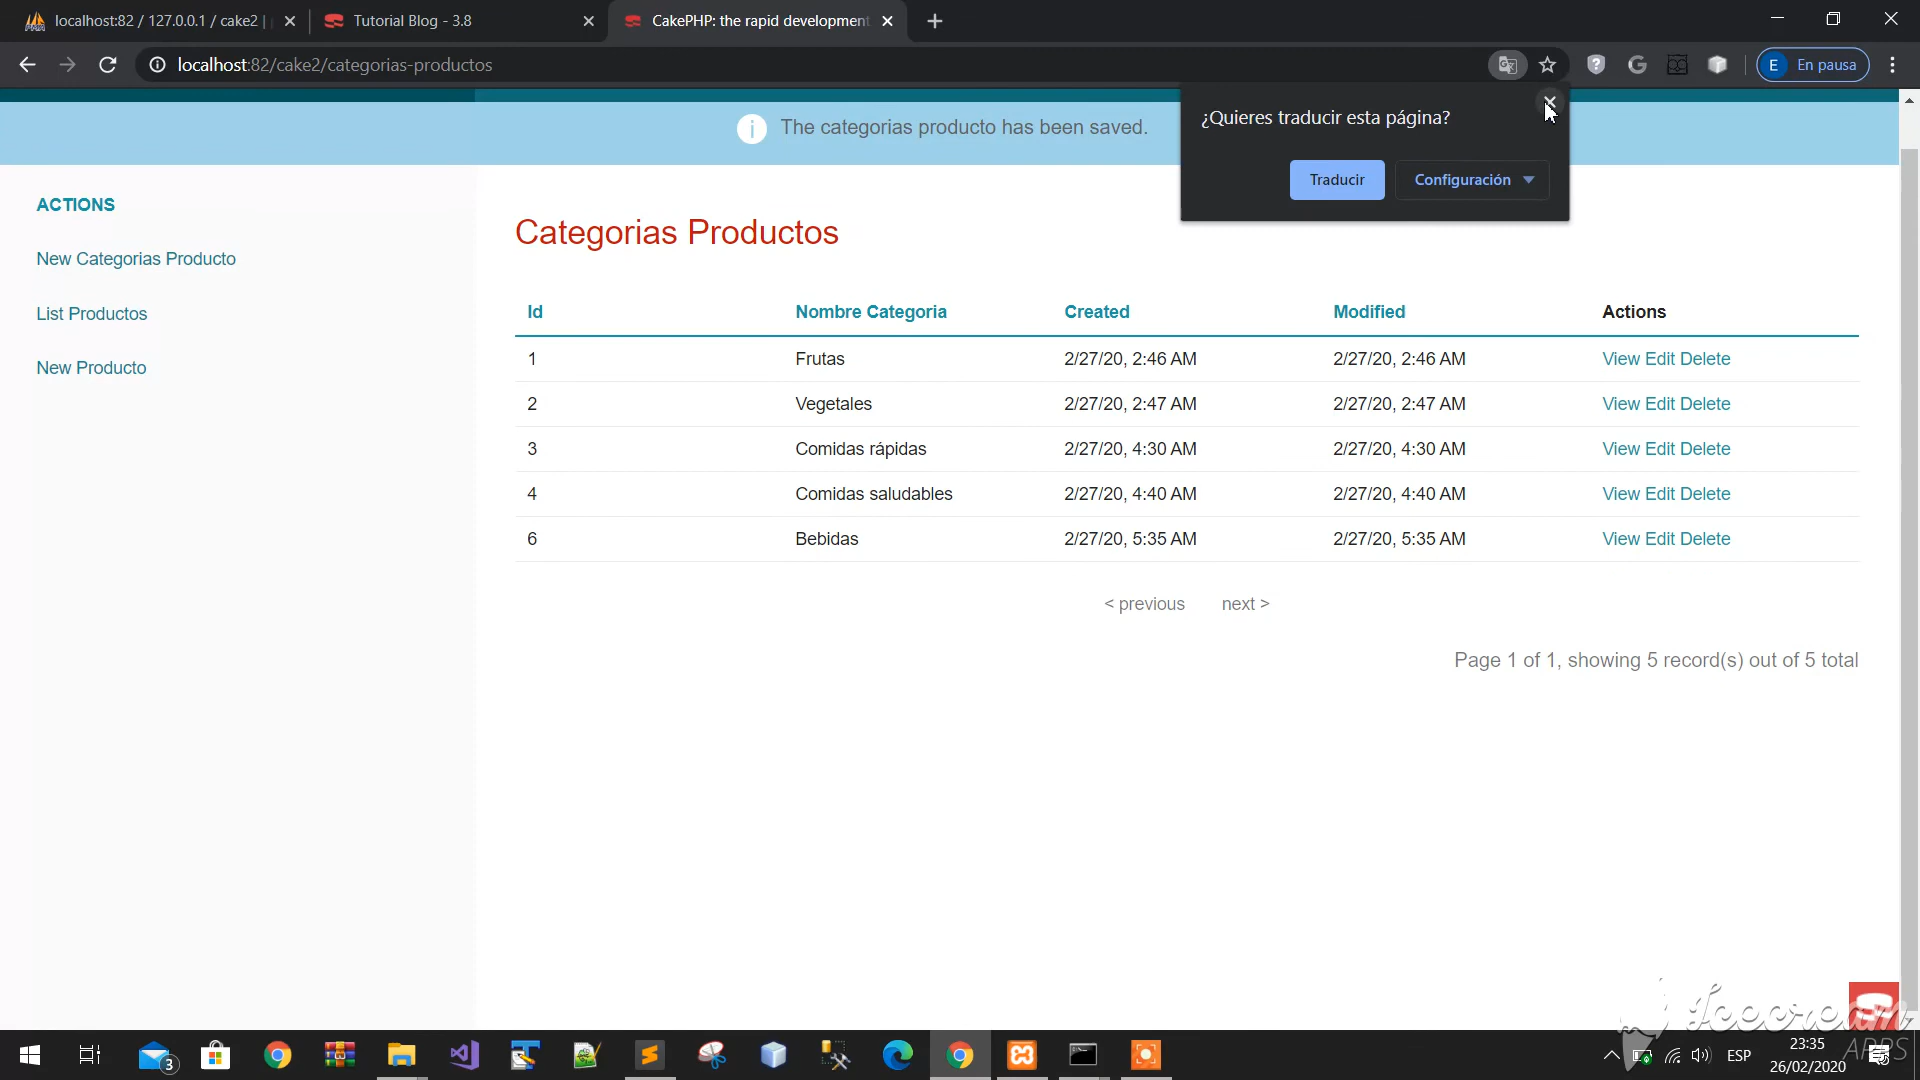 localhost:82 / 127.0.0.1 / cake2 |
Tutorial Blog - 3.8
CakePHP: the rapid development
localhost:82/cake2/categorias-productos
E En pausa
The categorias producto has been saved.
¿Quieres traducir esta página?
Traducir
Configuración
ACTIONS
New Categorias Producto
List Productos
New Producto
Categorias Productos
Id Nombre Categoria Created Modified Actions
1 Frutas 2/27/20, 2:46 AM 2/27/20, 2:46 AM View Edit Delete
2 Vegetales 2/27/20, 2:47 AM 2/27/20, 2:47 AM View Edit Delete
3 Comidas rápidas 2/27/20, 4:30 AM 2/27/20, 4:30 AM View Edit Delete
4 Comidas saludables 2/27/20, 4:40 AM 2/27/20, 4:40 AM View Edit Delete
6 Bebidas 2/27/20, 5:35 AM 2/27/20, 5:35 AM View Edit Delete
< previous next >
Page 1 of 1, showing 5 record(s) out of 5 total
Icecream
APPS
3
ESP
23:35
26/02/2020